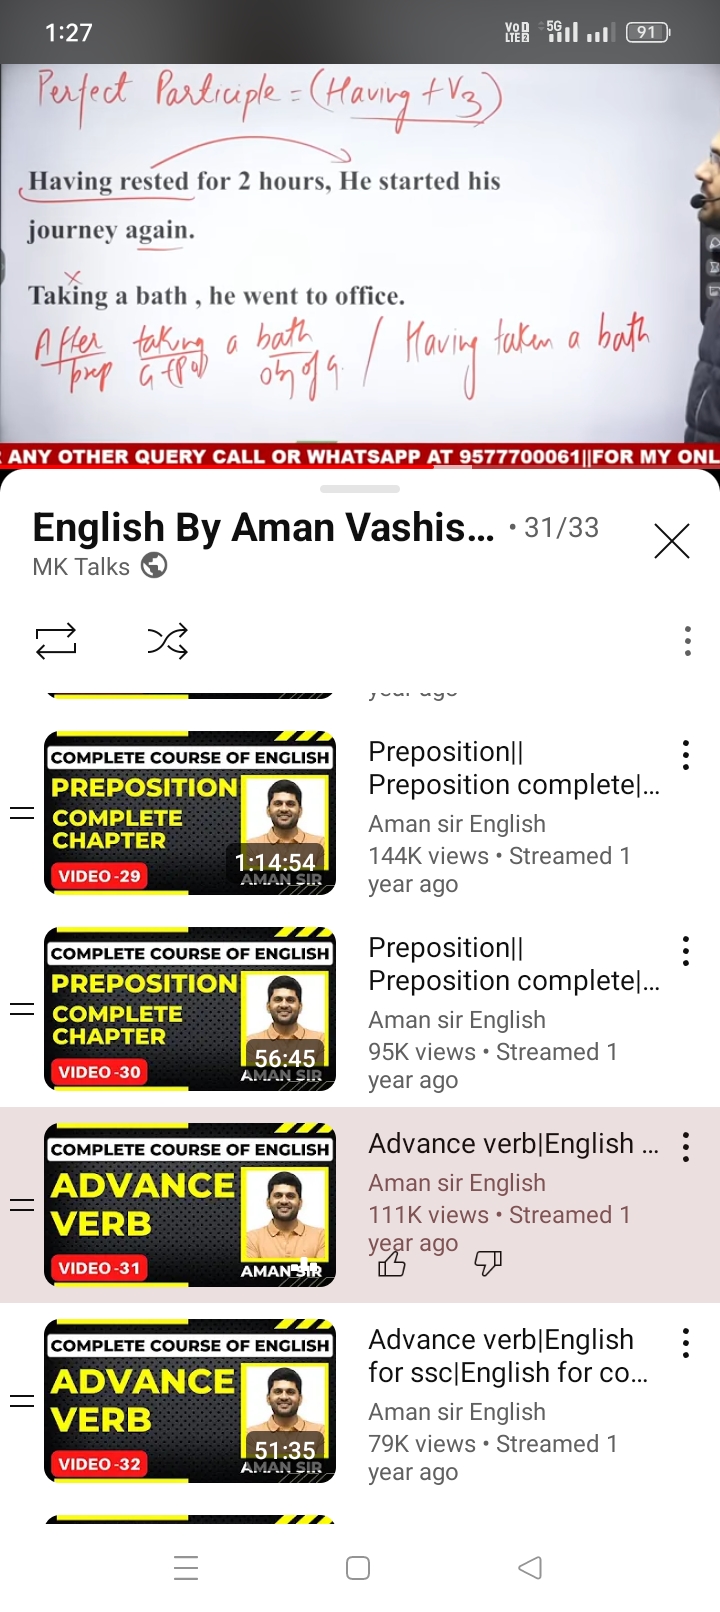 1:27
VoD LTE2 5G 91
Perfect Participle = (Having + V3)
Having rested for 2 hours, He started his
journey again.
Taking a bath , he went to office.
After taking a bath / Having taken a bath
prep G (Pd) obj of G.
ANY OTHER QUERY CALL OR WHATSAPP AT 9577700061||FOR MY ONL
English By Aman Vashis... • 31/33
MK Talks
year ago
COMPLETE COURSE OF ENGLISH
PREPOSITION
COMPLETE
CHAPTER
VIDEO -29
1:14:54
AMAN SIR
Preposition||
Preposition complete|...
Aman sir English
144K views • Streamed 1
year ago
COMPLETE COURSE OF ENGLISH
PREPOSITION
COMPLETE
CHAPTER
VIDEO -30
56:45
AMAN SIR
Preposition||
Preposition complete|...
Aman sir English
95K views • Streamed 1
year ago
COMPLETE COURSE OF ENGLISH
ADVANCE
VERB
VIDEO -31
AMAN SIR
Advance verb|English ...
Aman sir English
111K views • Streamed 1
year ago
COMPLETE COURSE OF ENGLISH
ADVANCE
VERB
VIDEO -32
51:35
AMAN SIR
Advance verb|English
for ssc|English for co...
Aman sir English
79K views • Streamed 1
year ago